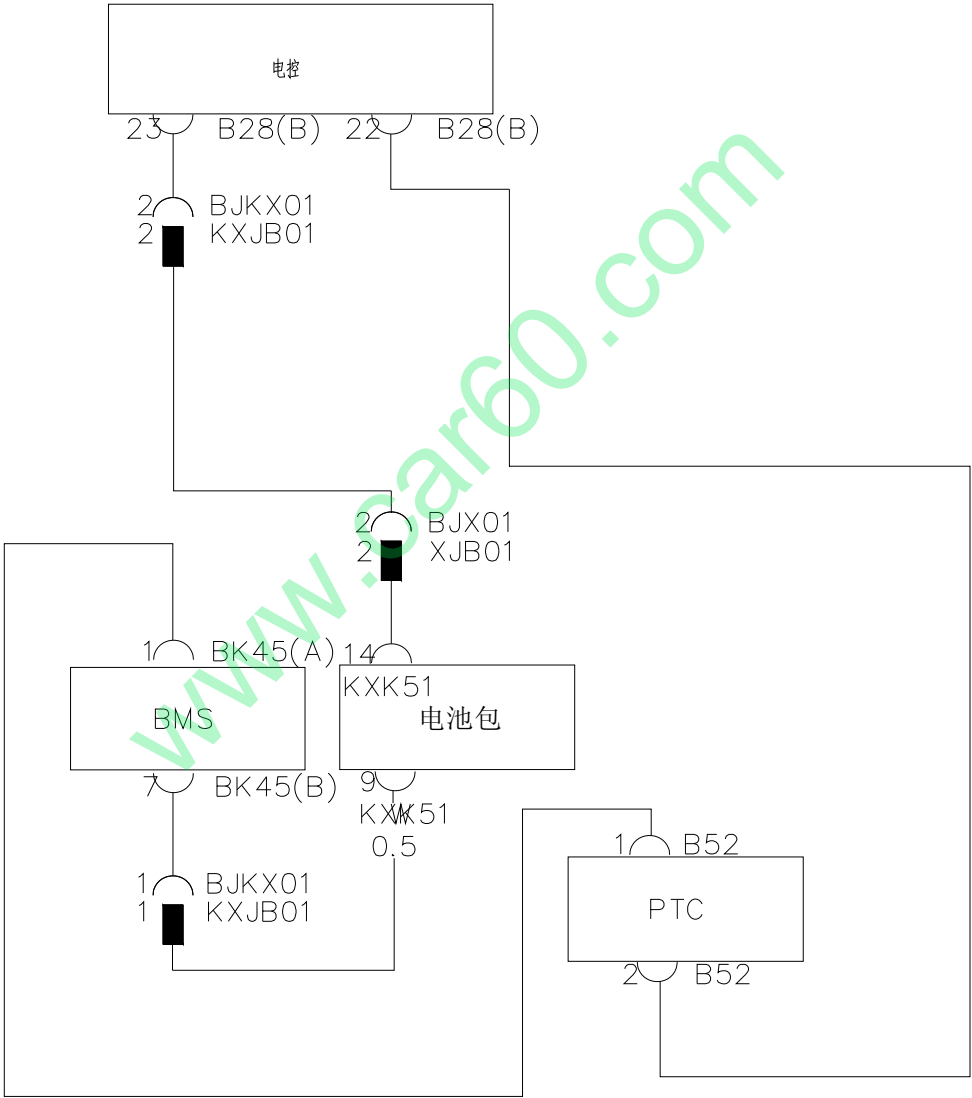 电控
23 B28(B) 22 B28(B)
2 BJKX01
2 KXJB01
2 BJX01
2 XJB01
1 BK45(A) 14
KXK51
BMS 电池包
7 BK45(B) 9
KXK51
W
0.5
1 B52
1 BJKX01
1 KXJB01
PTC
2 B52
www.car60.com